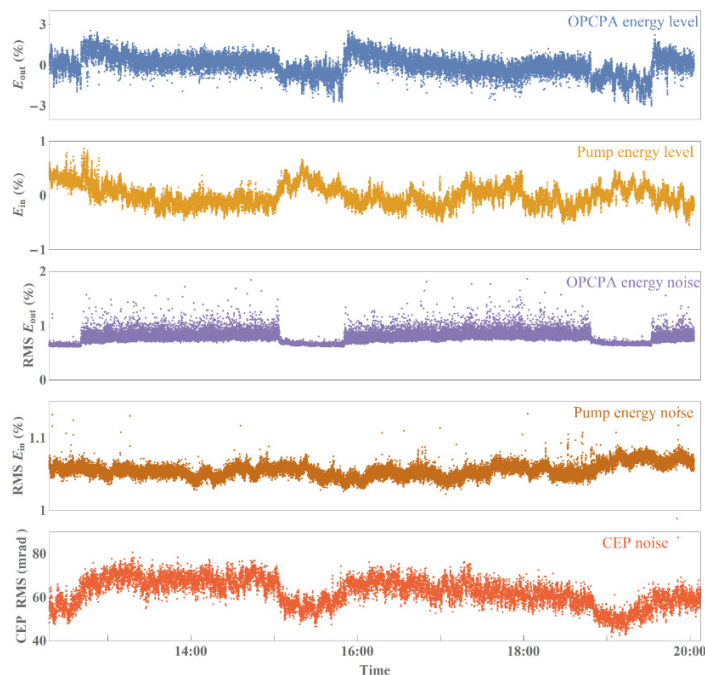 OPCPA energy level
E_out (%)
3
0
−3
Pump energy level
E_in (%)
1
0
−1
OPCPA energy noise
RMS E_out (%)
2
1
0
Pump energy noise
RMS E_in (%)
1.1
1
CEP noise
CEP RMS (mrad)
80
60
40
14:00 16:00 18:00 20:00
Time